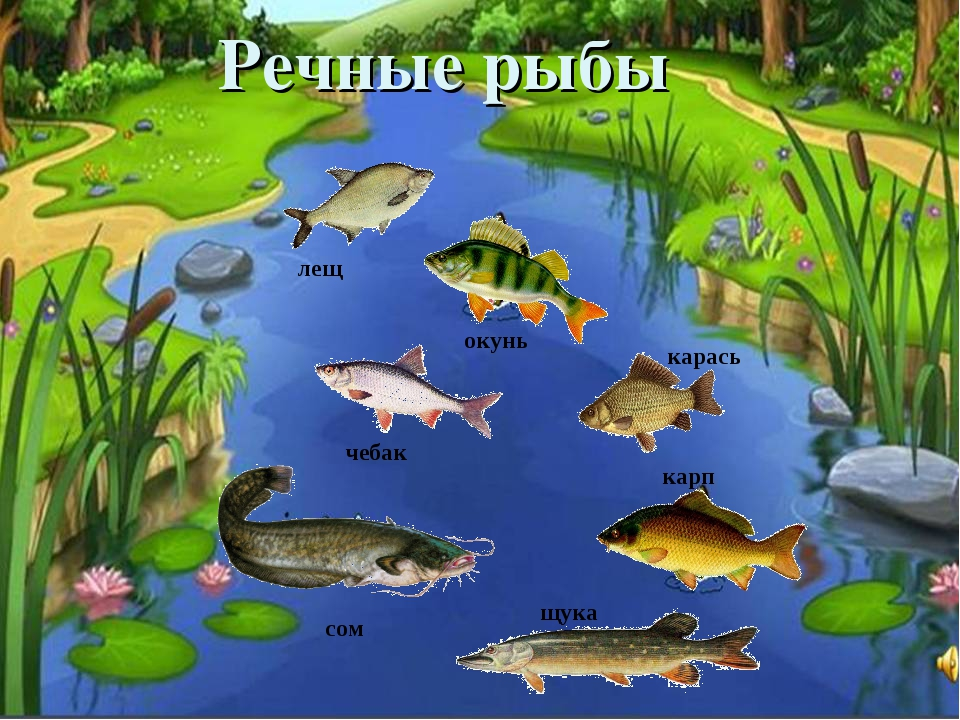 Речные рыбы
лещ
окунь
карась
чебак
карп
щука
сом